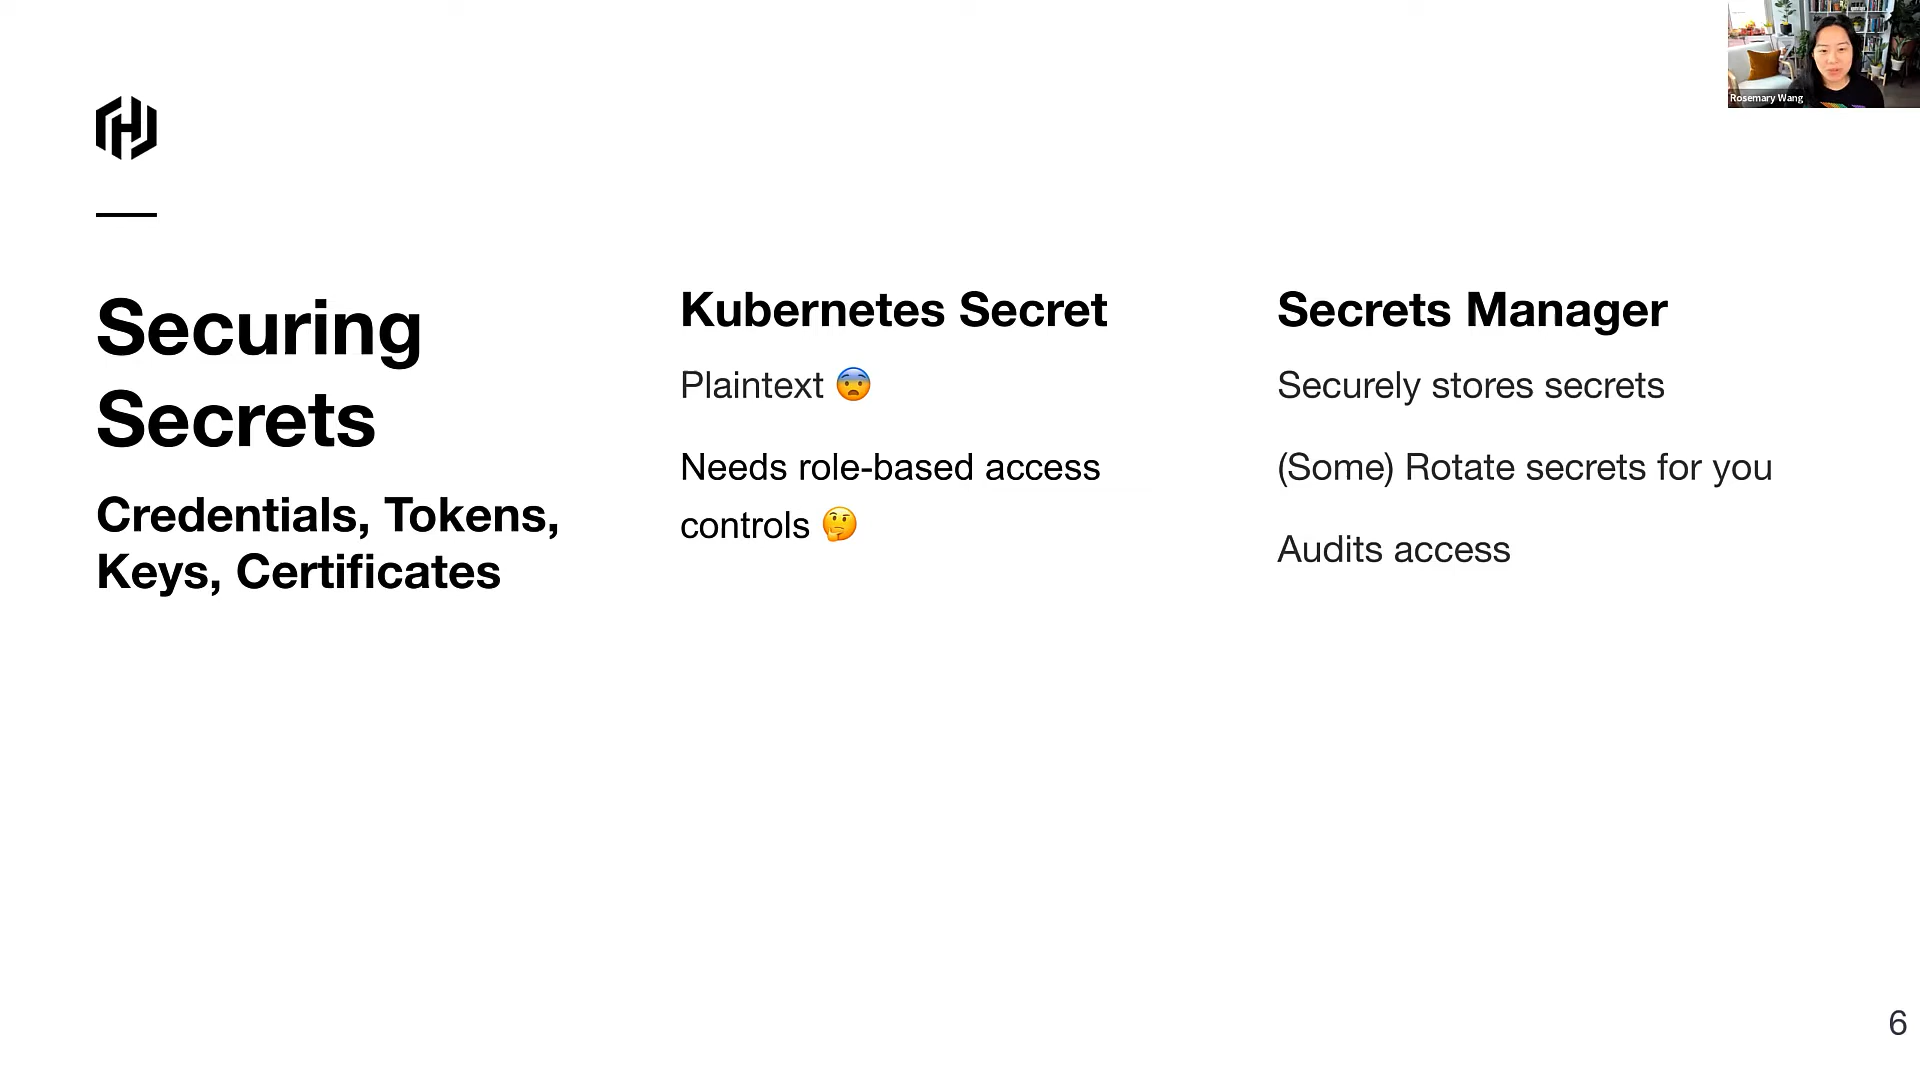 Rosemary Wang
Securing
Secrets
Credentials, Tokens,
Keys, Certificates
Kubernetes Secret
Plaintext 😨
Needs role-based access
controls 🤔
Secrets Manager
Securely stores secrets
(Some) Rotate secrets for you
Audits access
6